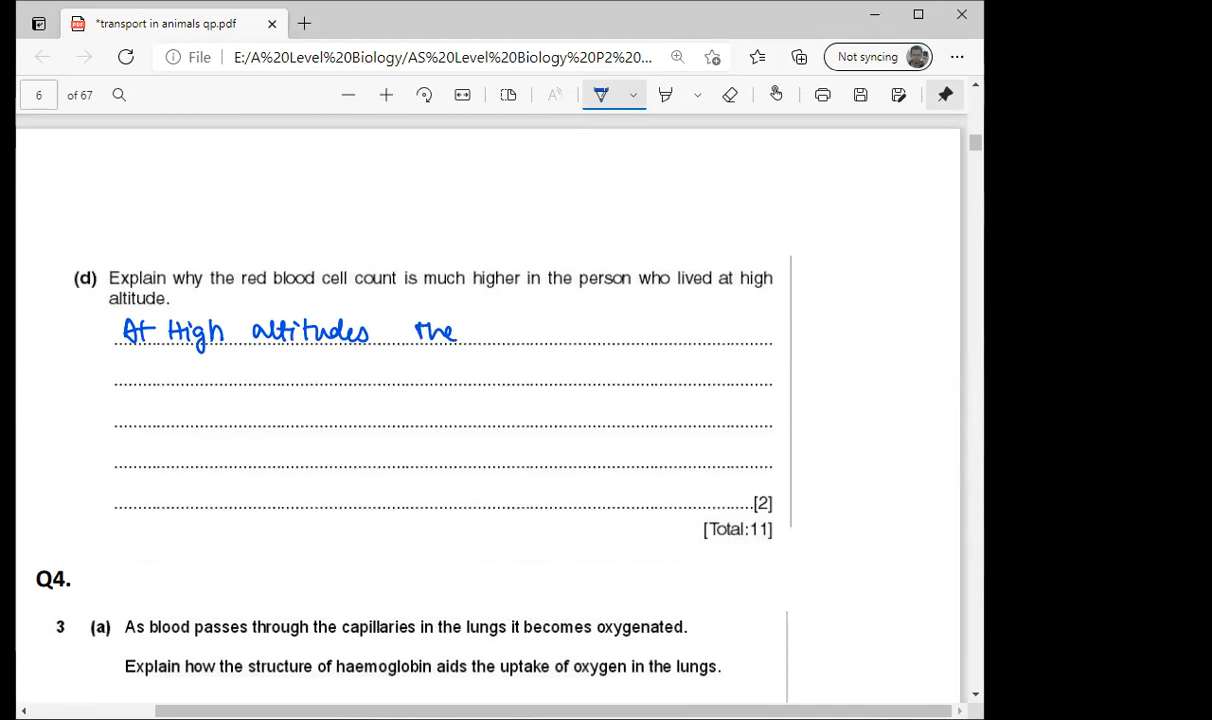 *transport in animals qp.pdf
File E:/A%20Level%20Biology/AS%20Level%20Biology%20P2%20... Not syncing
6 of 67
(d) Explain why the red blood cell count is much higher in the person who lived at high
altitude.
At High altitudes the
[2]
[Total:11]
Q4.
3 (a) As blood passes through the capillaries in the lungs it becomes oxygenated.
Explain how the structure of haemoglobin aids the uptake of oxygen in the lungs.